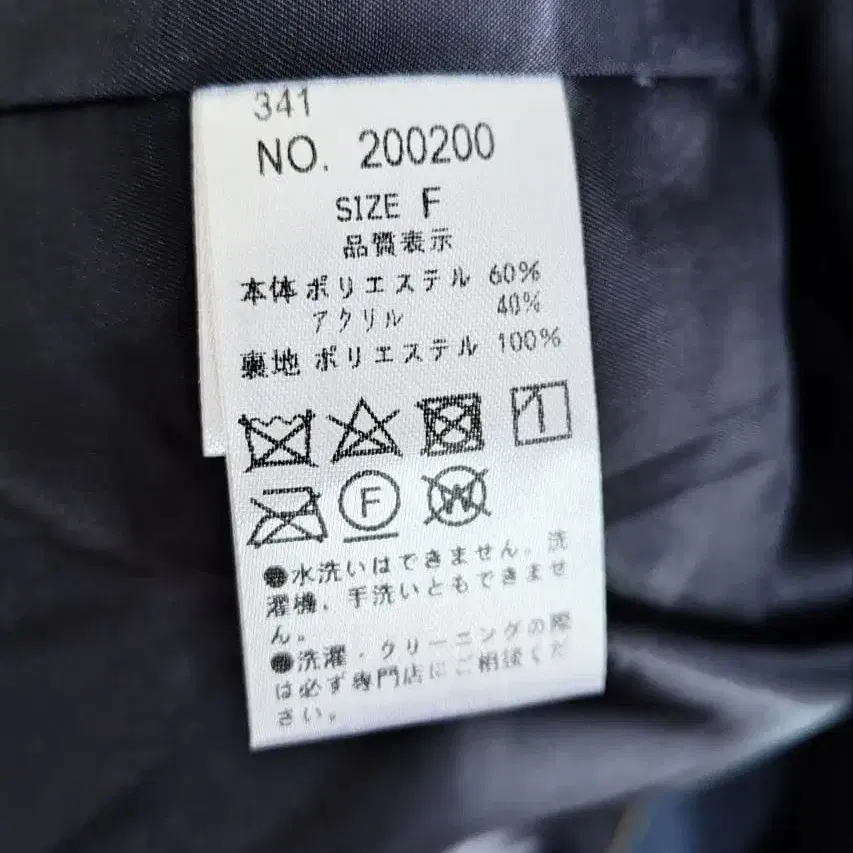 341
NO. 200200
SIZE F
品質表示
本体 ポリエステル 60%
アクリル 40%
裏地 ポリエステル 100%
F
W
●水洗いはできません。洗
濯機、手洗いともできませ
ん。
●洗濯・クリーニングの際
は必ず専門店にご相談くだ
さい。